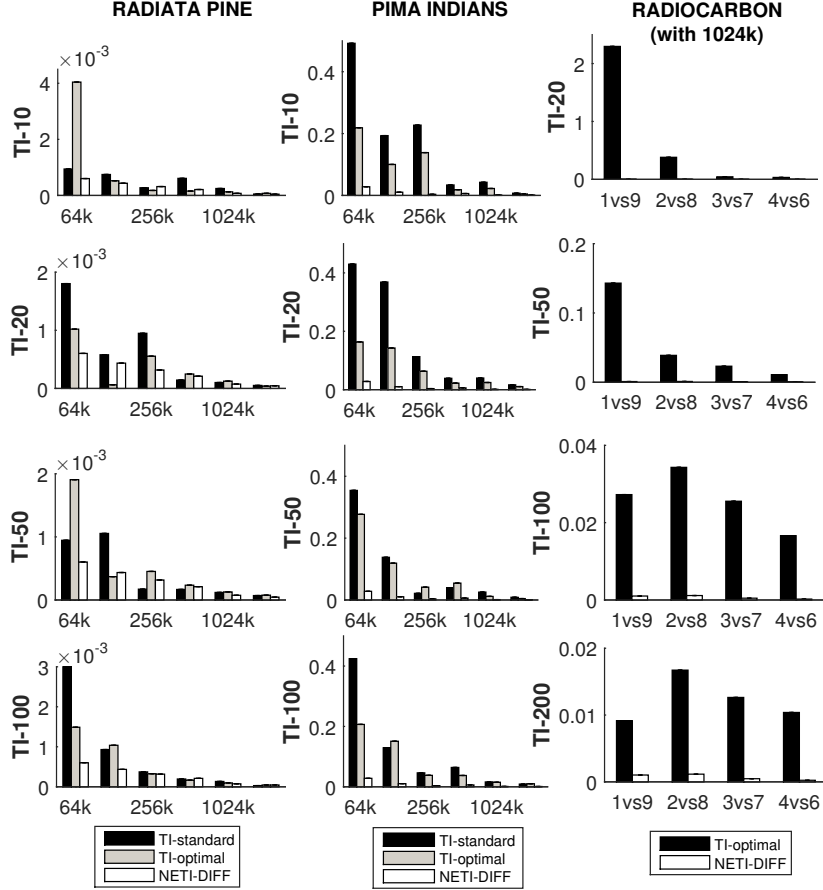 RADIATA PINE
PIMA INDIANS
RADIOCARBON
(with 1024k)
×10⁻³
TI-10
4
2
0
64k 256k 1024k
TI-10
0.4
0.2
0
64k 256k 1024k
TI-20
2
1
0
1vs9 2vs8 3vs7 4vs6
×10⁻³
TI-20
2
1
0
64k 256k 1024k
TI-20
0.4
0.2
0
64k 256k 1024k
TI-50
0.2
0.1
0
1vs9 2vs8 3vs7 4vs6
×10⁻³
TI-50
2
1
0
64k 256k 1024k
TI-50
0.4
0.2
0
64k 256k 1024k
TI-100
0.04
0.02
0
1vs9 2vs8 3vs7 4vs6
×10⁻³
TI-100
3
2
1
0
64k 256k 1024k
TI-100
0.4
0.2
0
64k 256k 1024k
TI-200
0.02
0.01
0
1vs9 2vs8 3vs7 4vs6
TI-standard
TI-optimal
NETI-DIFF
TI-standard
TI-optimal
NETI-DIFF
TI-optimal
NETI-DIFF